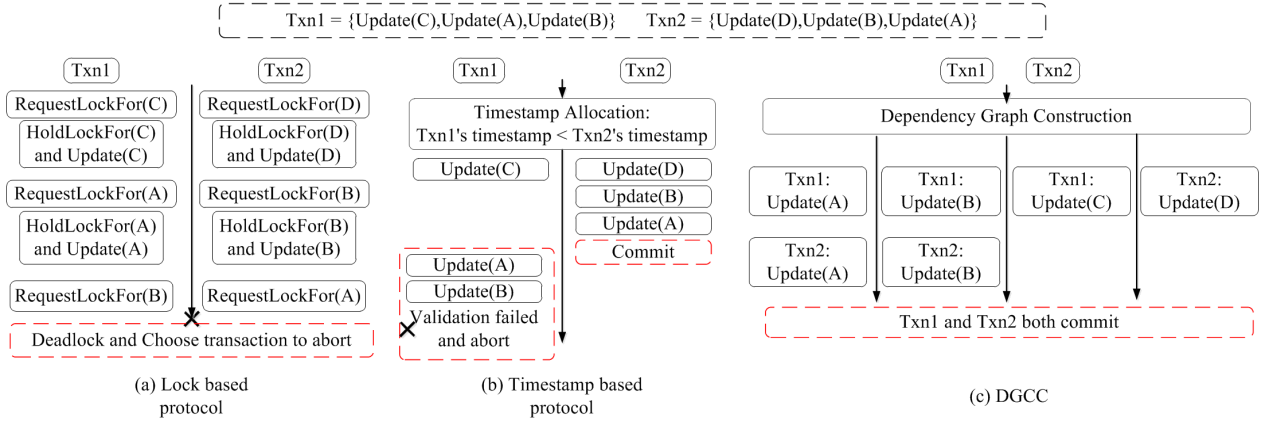 Txn1 = {Update(C),Update(A),Update(B)} Txn2 = {Update(D),Update(B),Update(A)}
Txn1
Txn2
RequestLockFor(C)
RequestLockFor(D)
HoldLockFor(C)
and Update(C)
HoldLockFor(D)
and Update(D)
RequestLockFor(A)
RequestLockFor(B)
HoldLockFor(A)
and Update(A)
HoldLockFor(B)
and Update(B)
RequestLockFor(B)
RequestLockFor(A)
Deadlock and Choose transaction to abort
(a) Lock based
protocol
Txn1
Txn2
Timestamp Allocation:
Txn1's timestamp < Txn2's timestamp
Update(C)
Update(D)
Update(B)
Update(A)
Commit
Update(A)
Update(B)
Validation failed
and abort
(b) Timestamp based
protocol
Txn1
Txn2
Dependency Graph Construction
Txn1:
Update(A)
Txn1:
Update(B)
Txn1:
Update(C)
Txn2:
Update(D)
Txn2:
Update(A)
Txn2:
Update(B)
Txn1 and Txn2 both commit
(c) DGCC